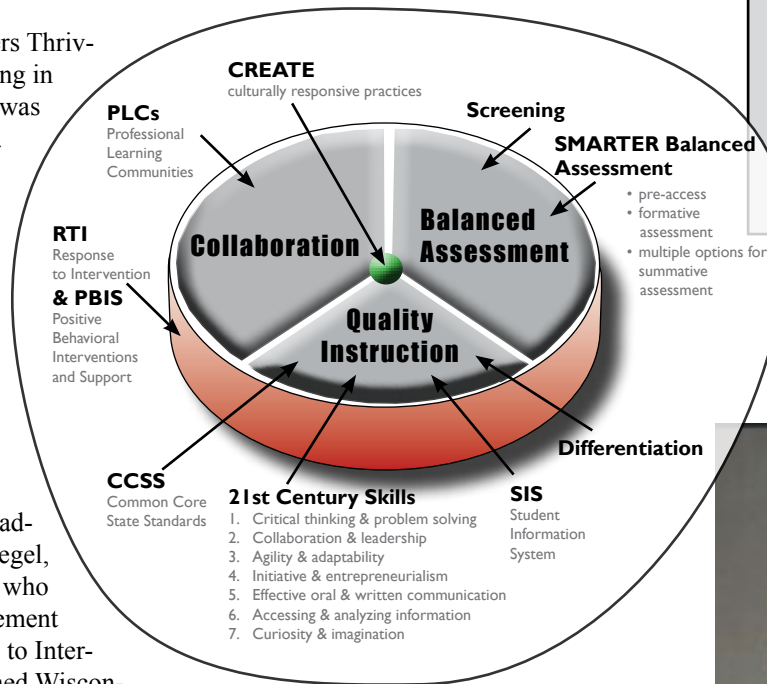 rs Thriv-
ng in
was
CREATE
culturally responsive practices
PLCs
Professional
Learning
Communities
Screening
SMARTER Balanced
Assessment
• pre-access
• formative
assessment
• multiple options for
summative
assessment
Collaboration
Balanced
Assessment
RTI
Response
to Intervention
& PBIS
Positive
Behavioral
Interventions
and Support
Quality
Instruction
Differentiation
CCSS
Common Core
State Standards
21st Century Skills
1. Critical thinking & problem solving
2. Collaboration & leadership
3. Agility & adaptability
4. Initiative & entrepreneurialism
5. Effective oral & written communication
6. Accessing & analyzing information
7. Curiosity & imagination
SIS
Student
Information
System
ad-
egel,
who
ement
to Inter-
ned Wiscon-